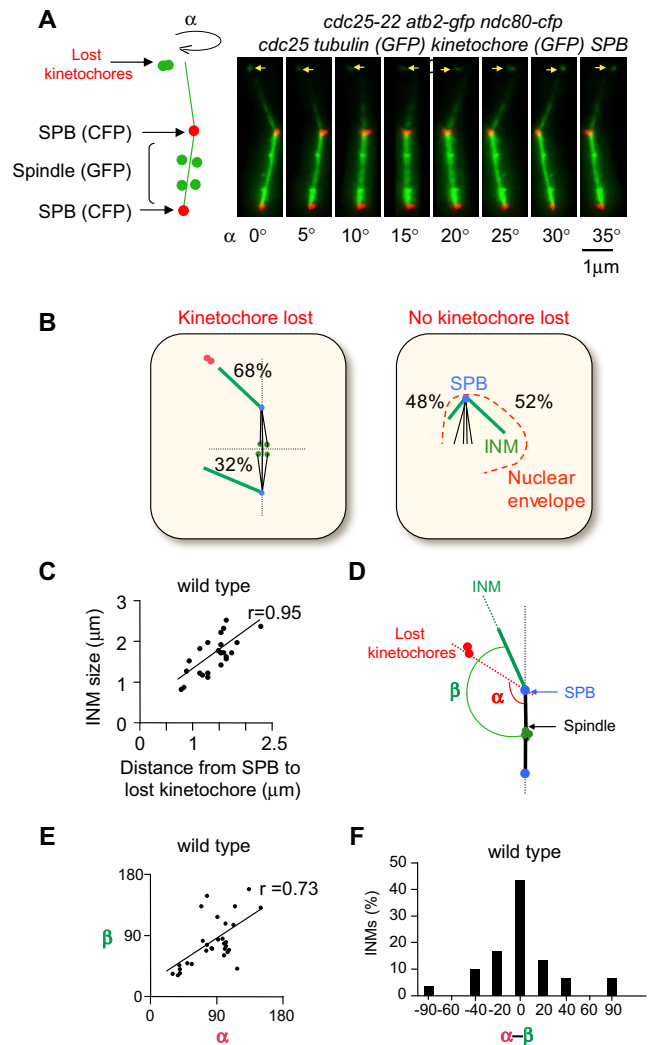 A
α
cdc25-22 atb2-gfp ndc80-cfp
cdc25 tubulin (GFP) kinetochore (GFP) SPB
Lost
kinetochores
SPB (CFP)
Spindle (GFP)
SPB (CFP)
α 0° 5° 10° 15° 20° 25° 30° 35°
1µm
B
Kinetochore lost
No kinetochore lost
68%
32%
SPB
48%
52%
INM
Nuclear
envelope
C
wild type
r=0.95
INM size (µm)
3
2
1
0
0 1 2.5
Distance from SPB to
lost kinetochore (µm)
D
INM
Lost
kinetochores
β
α
SPB
Spindle
E
wild type
r =0.73
β
180
90
0
0 90 180
α
F
wild type
INMs (%)
50
40
30
20
10
0
-90 -60 -40 -20 0 20 40 60 90
α–β